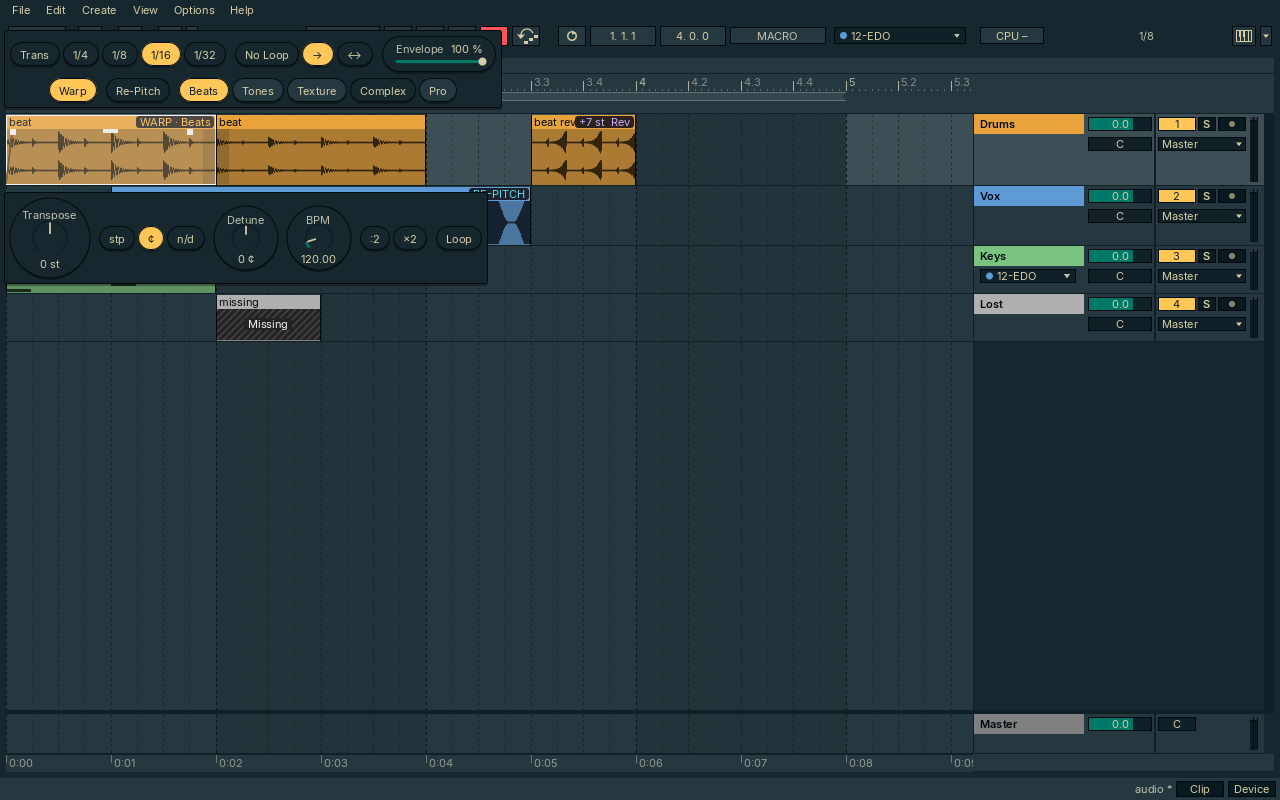 File Edit Create View Options Help
1. 1. 1 4. 0. 0 MACRO 12-EDO CPU – 1/8
Trans 1/4 1/8 1/16 1/32 No Loop → ↔ Envelope 100 %
Warp Re-Pitch Beats Tones Texture Complex Pro
3.3 3.4 4 4.2 4.3 4.4 5 5.2 5.3
beat WARP · Beats beat beat rev +7 st Rev
Drums 0.0 1 S
C Master
RE-PITCH
Vox 0.0 2 S
C Master
Transpose Detune BPM
stp ¢ n/d :2 ×2 Loop
0 st 0 ¢ 120.00
Keys 0.0 3 S
12-EDO C Master
missing
Missing
Lost 0.0 4 S
C Master
Master 0.0 C
0:00 0:01 0:02 0:03 0:04 0:05 0:06 0:07 0:08
audio * Clip Device